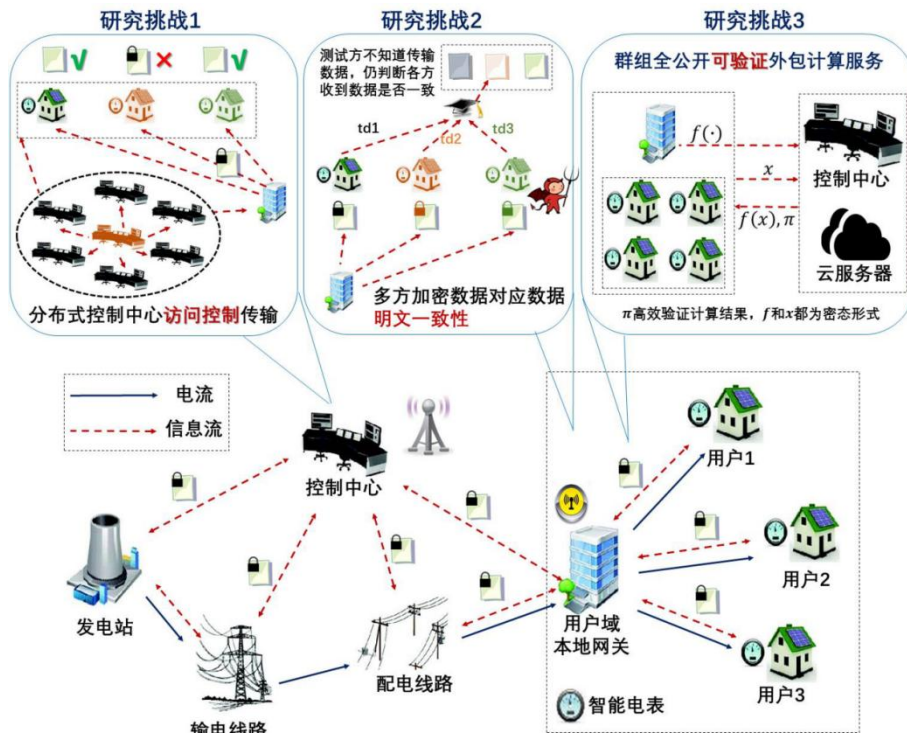 研究挑战1
研究挑战2
研究挑战3
分布式控制中心访问控制传输
测试方不知道传输
数据，仍判断各方
收到数据是否一致
td1
td2
td3
多方加密数据对应数据
明文一致性
群组全公开可验证外包计算服务
f(·)
x
f(x), π
控制中心
云服务器
π高效验证计算结果，f和x都为密态形式
电流
信息流
控制中心
发电站
输电线路
配电线路
用户域
本地网关
用户1
用户2
用户3
智能电表